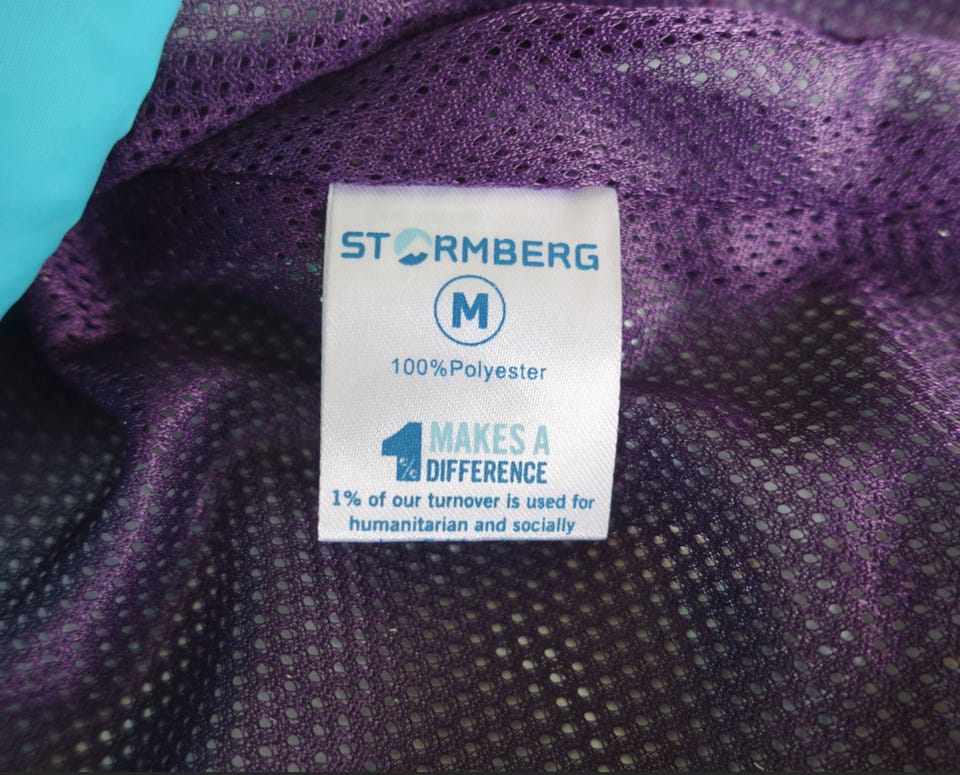 STORMBERG
M
100%Polyester
1% MAKES A
DIFFERENCE
1% of our turnover is used for
humanitarian and socially